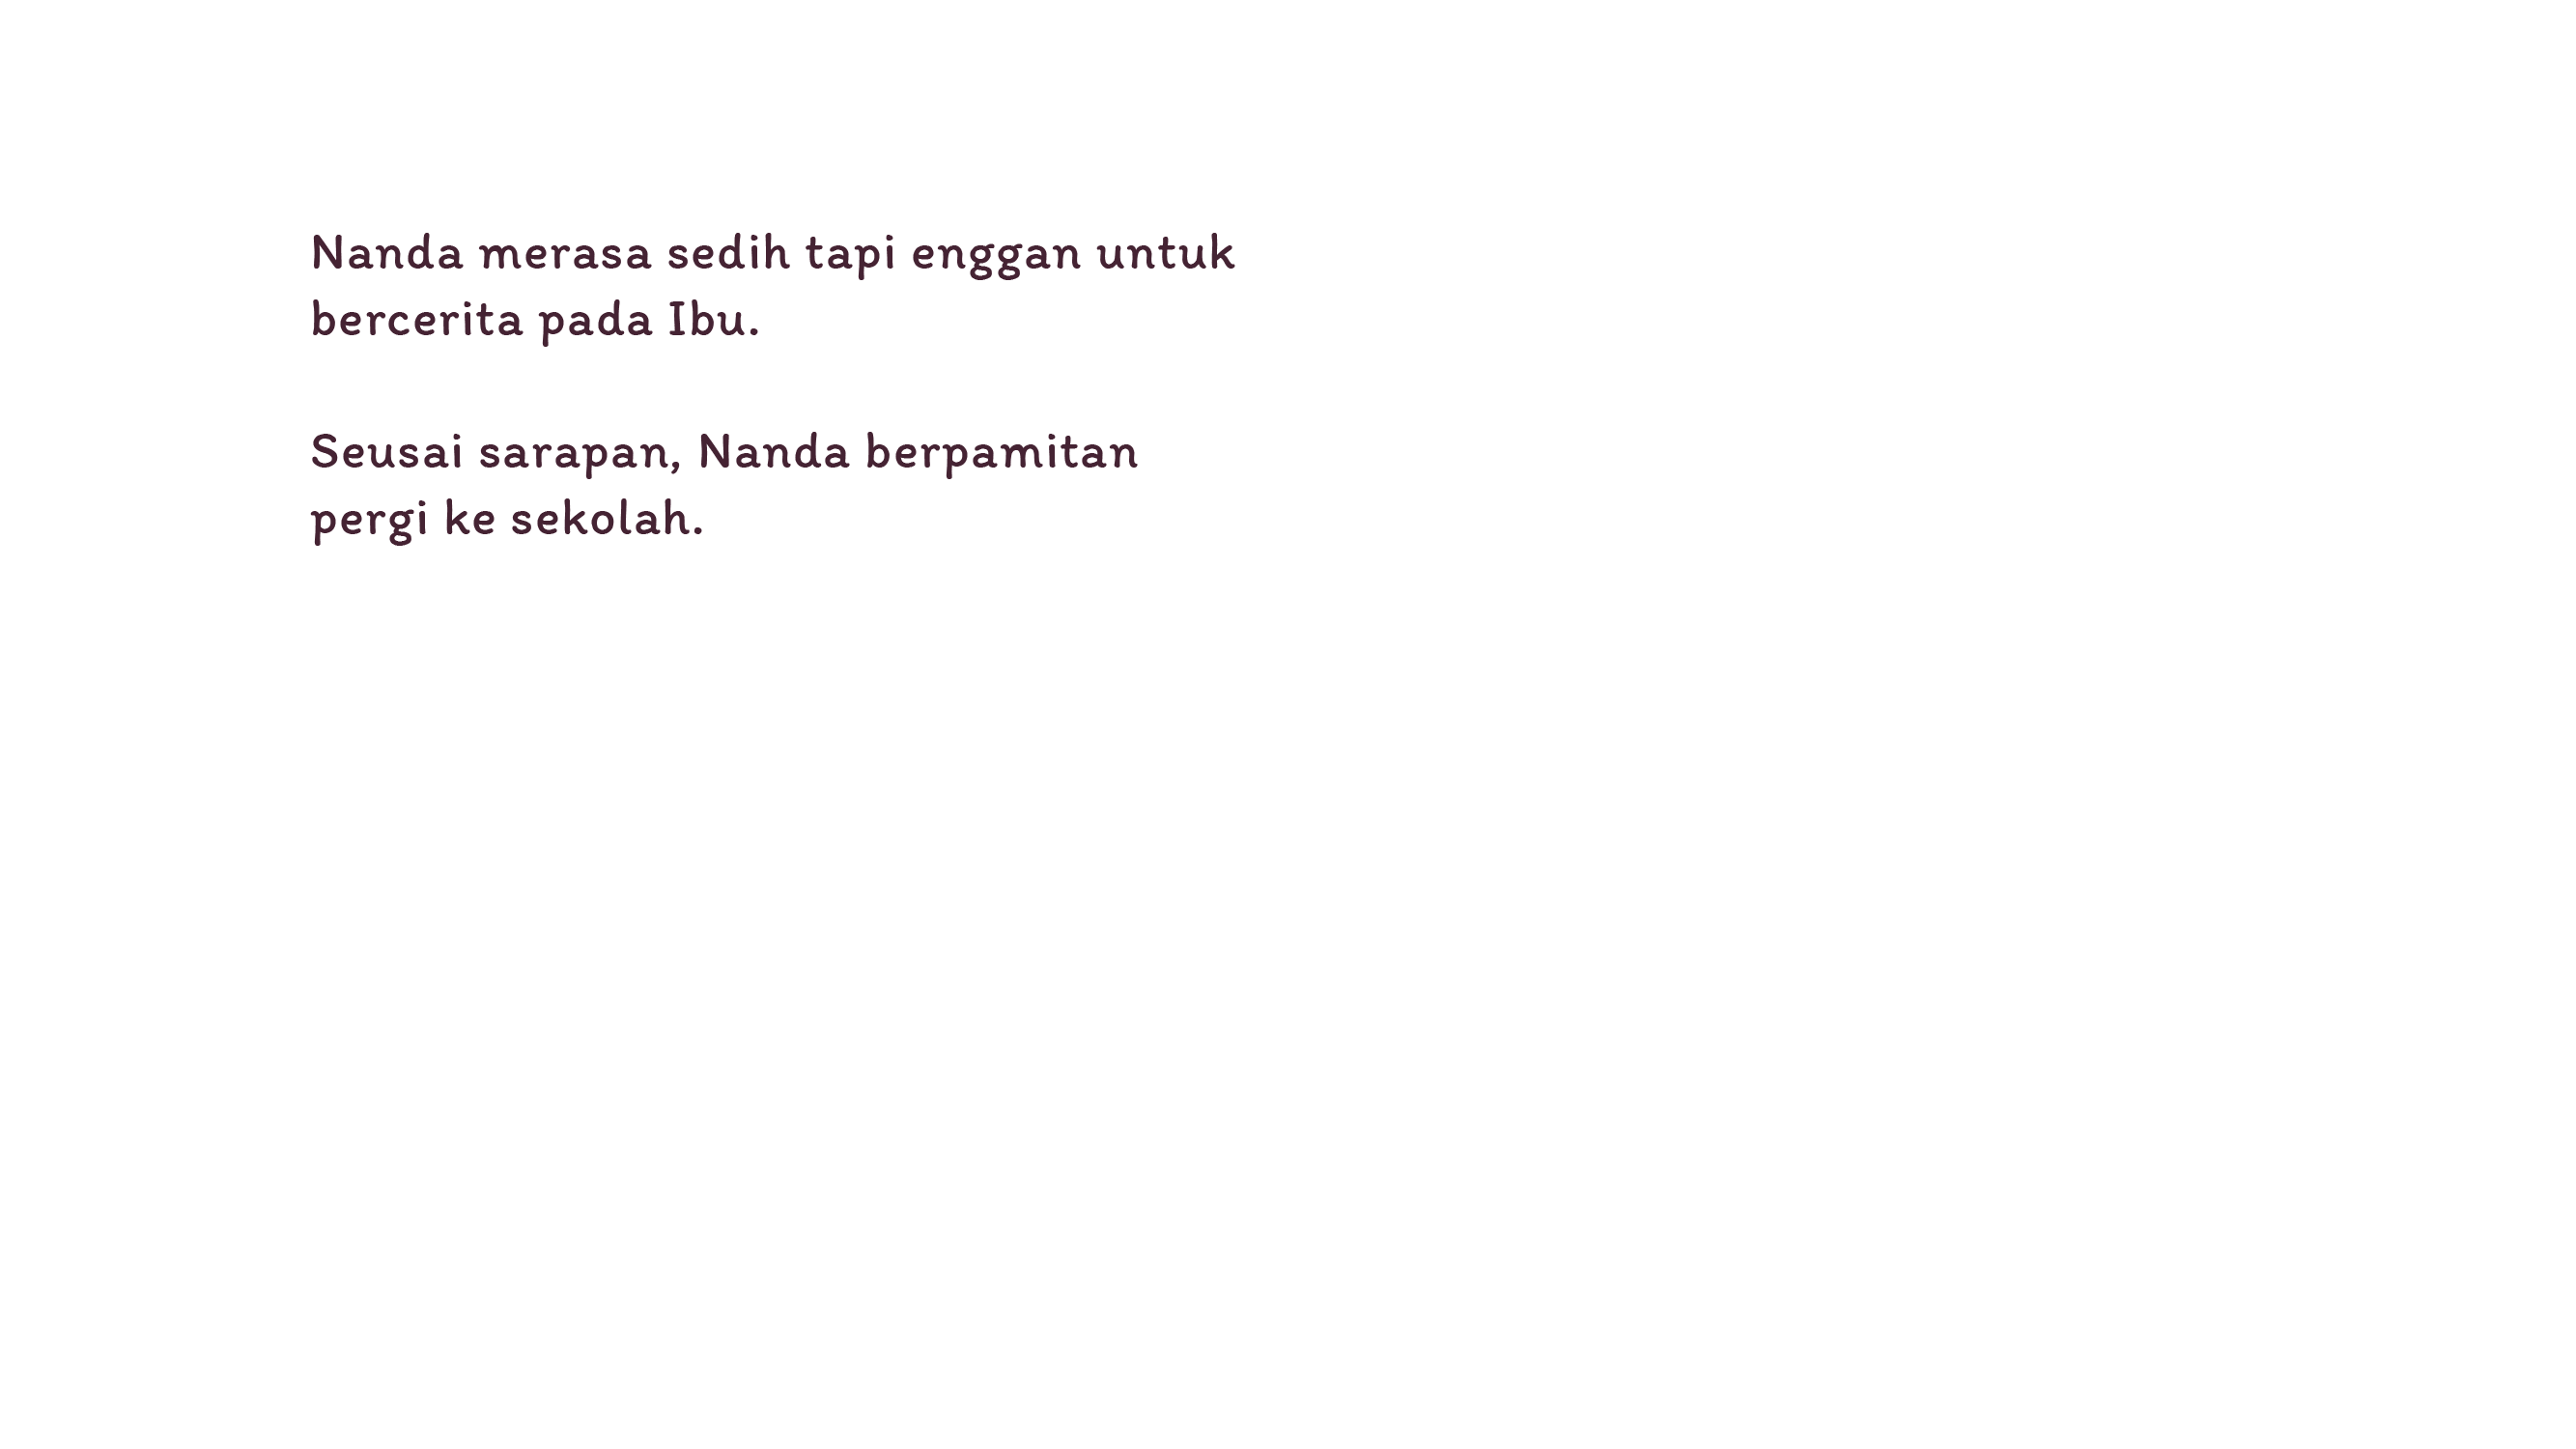 Nanda merasa sedih tapi enggan untuk
bercerita pada Ibu.
Seusai sarapan, Nanda berpamitan
pergi ke sekolah.